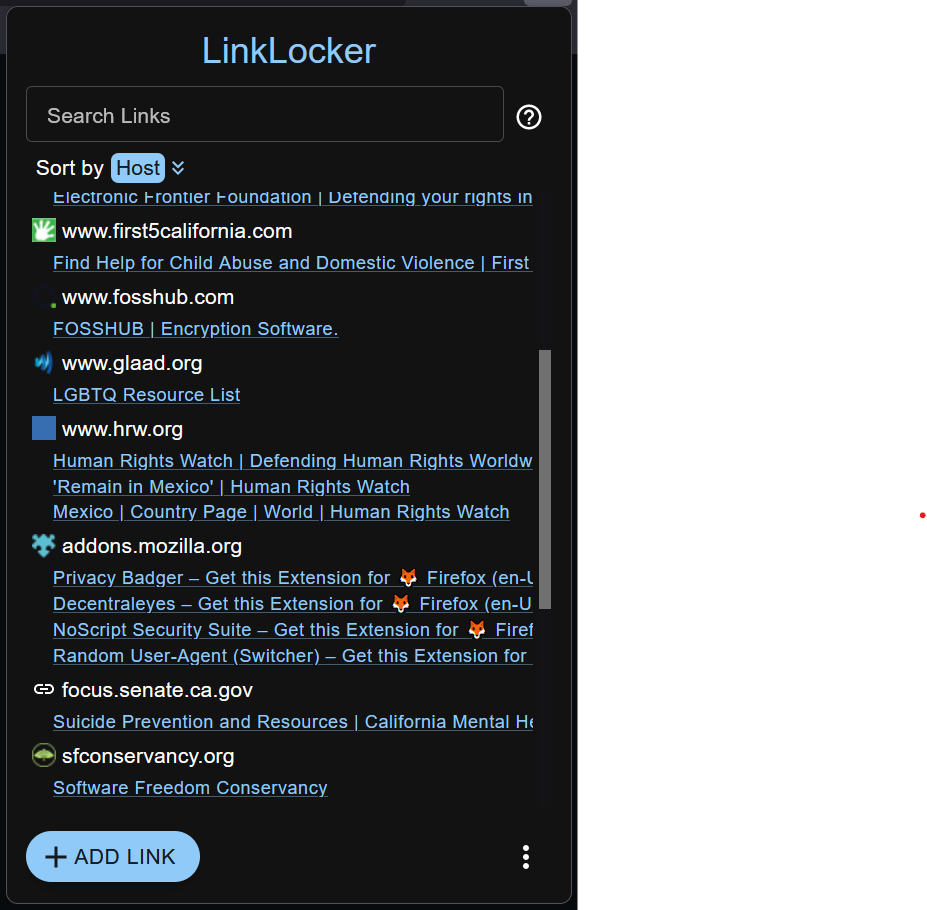 LinkLocker
Search Links
Sort by Host
Electronic Frontier Foundation | Defending your rights in
www.first5california.com
Find Help for Child Abuse and Domestic Violence | First
www.fosshub.com
FOSSHUB | Encryption Software.
www.glaad.org
LGBTQ Resource List
www.hrw.org
Human Rights Watch | Defending Human Rights Worldw
'Remain in Mexico' | Human Rights Watch
Mexico | Country Page | World | Human Rights Watch
addons.mozilla.org
Privacy Badger – Get this Extension for 🦊 Firefox (en-U
Decentraleyes – Get this Extension for 🦊 Firefox (en-U
NoScript Security Suite – Get this Extension for 🦊 Firef
Random User-Agent (Switcher) – Get this Extension for
focus.senate.ca.gov
Suicide Prevention and Resources | California Mental He
sfconservancy.org
Software Freedom Conservancy
+ ADD LINK